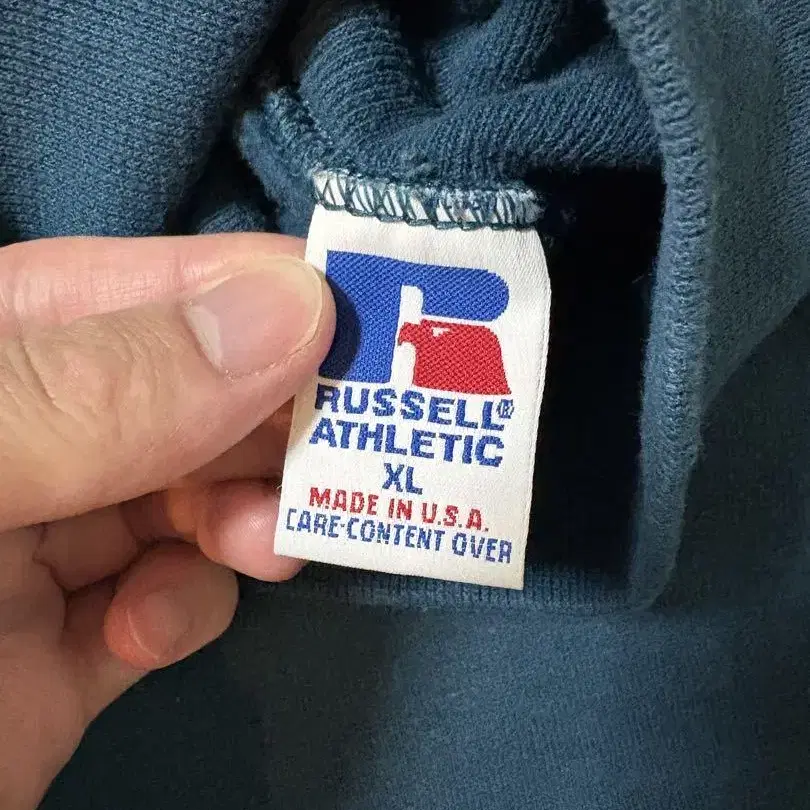 RUSSELL®
ATHLETIC
XL
MADE IN U.S.A.
CARE-CONTENT OVER